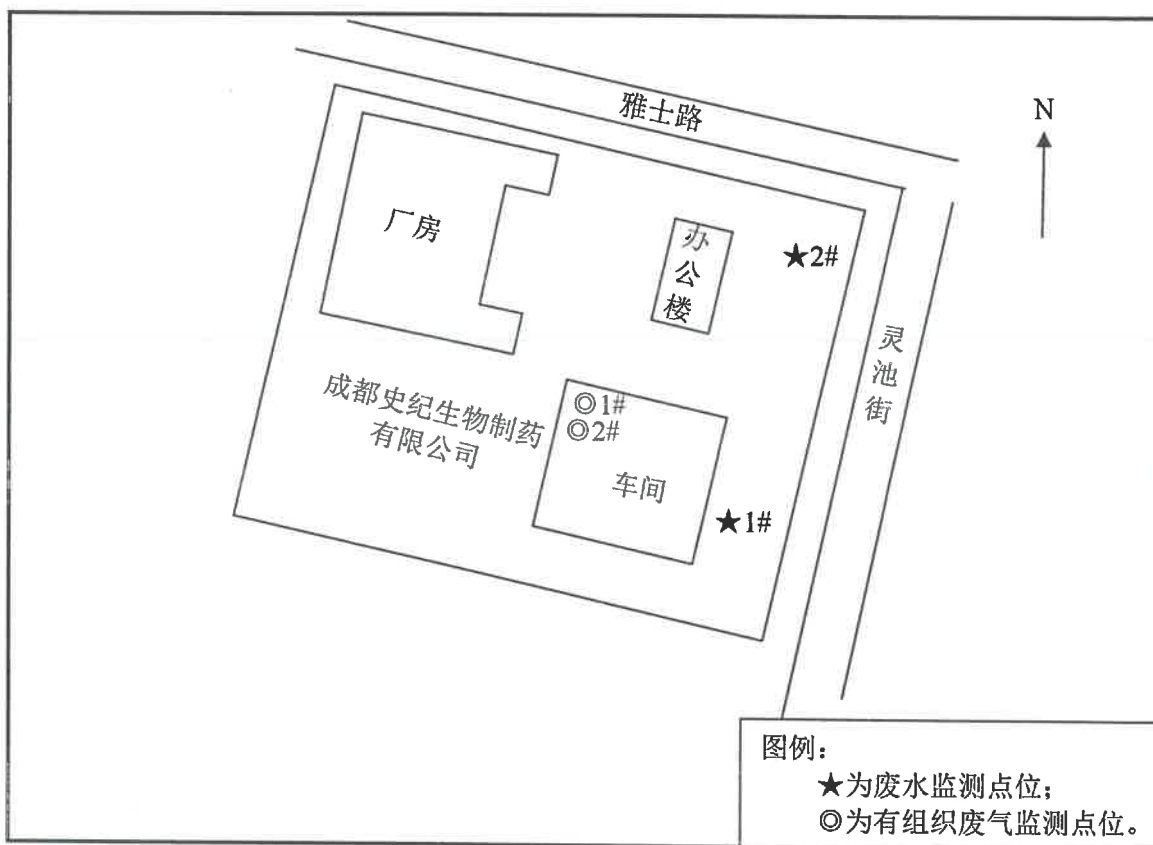 雅士路
N
厂房
办公楼
★2#
灵池街
成都史纪生物制药
有限公司
◎1#
◎2#
车间
★1#
图例：
★为废水监测点位；
◎为有组织废气监测点位。